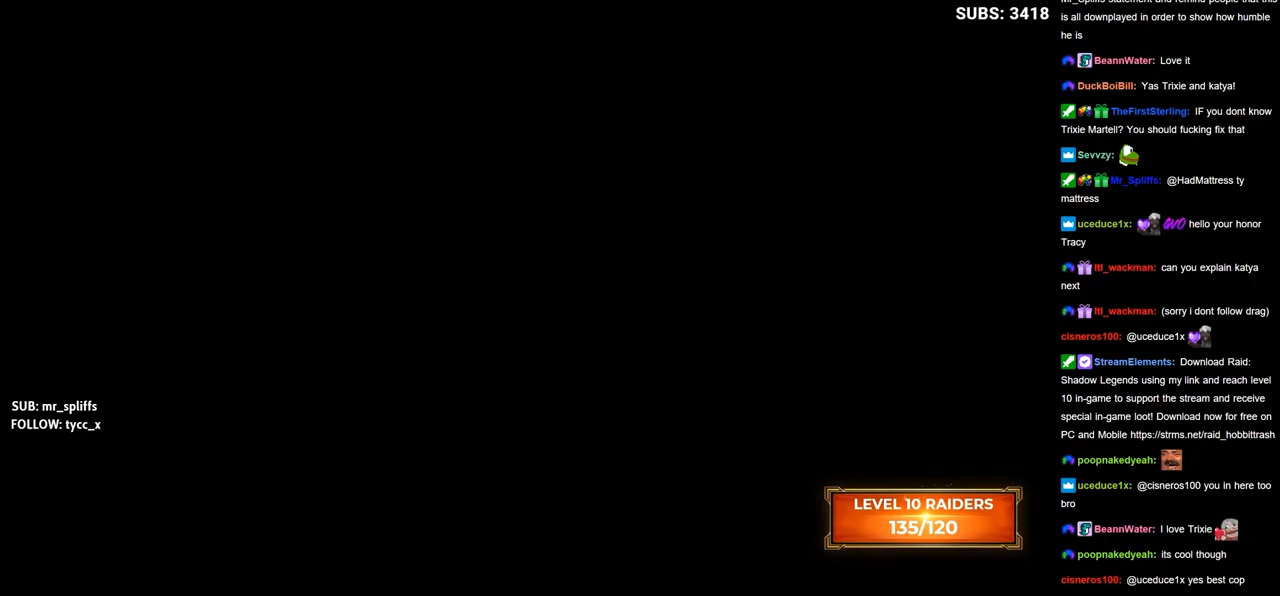 SUBS: 3418
Mr_Spliffs statement and remind people that this
is all downplayed in order to show how humble
he is
BeannWater: Love it
DuckBoiBill: Yas Trixie and katya!
TheFirstSterling: IF you dont know
Trixie Martell? You should fucking fix that
Sevvzy:
Mr_Spliffs: @HadMattress ty
mattress
uceduce1x: GVO hello your honor
Tracy
ltl_wackman: can you explain katya
next
ltl_wackman: (sorry i dont follow drag)
cisneros100: @uceduce1x
StreamElements: Download Raid:
Shadow Legends using my link and reach level
10 in-game to support the stream and receive
special in-game loot! Download now for free on
PC and Mobile https://strms.net/raid_hobbittrash
poopnakedyeah:
uceduce1x: @cisneros100 you in here too
bro
BeannWater: I love Trixie
poopnakedyeah: its cool though
cisneros100: @uceduce1x yes best cop
SUB: mr_spliffs
FOLLOW: tycc_x
LEVEL 10 RAIDERS
135/120